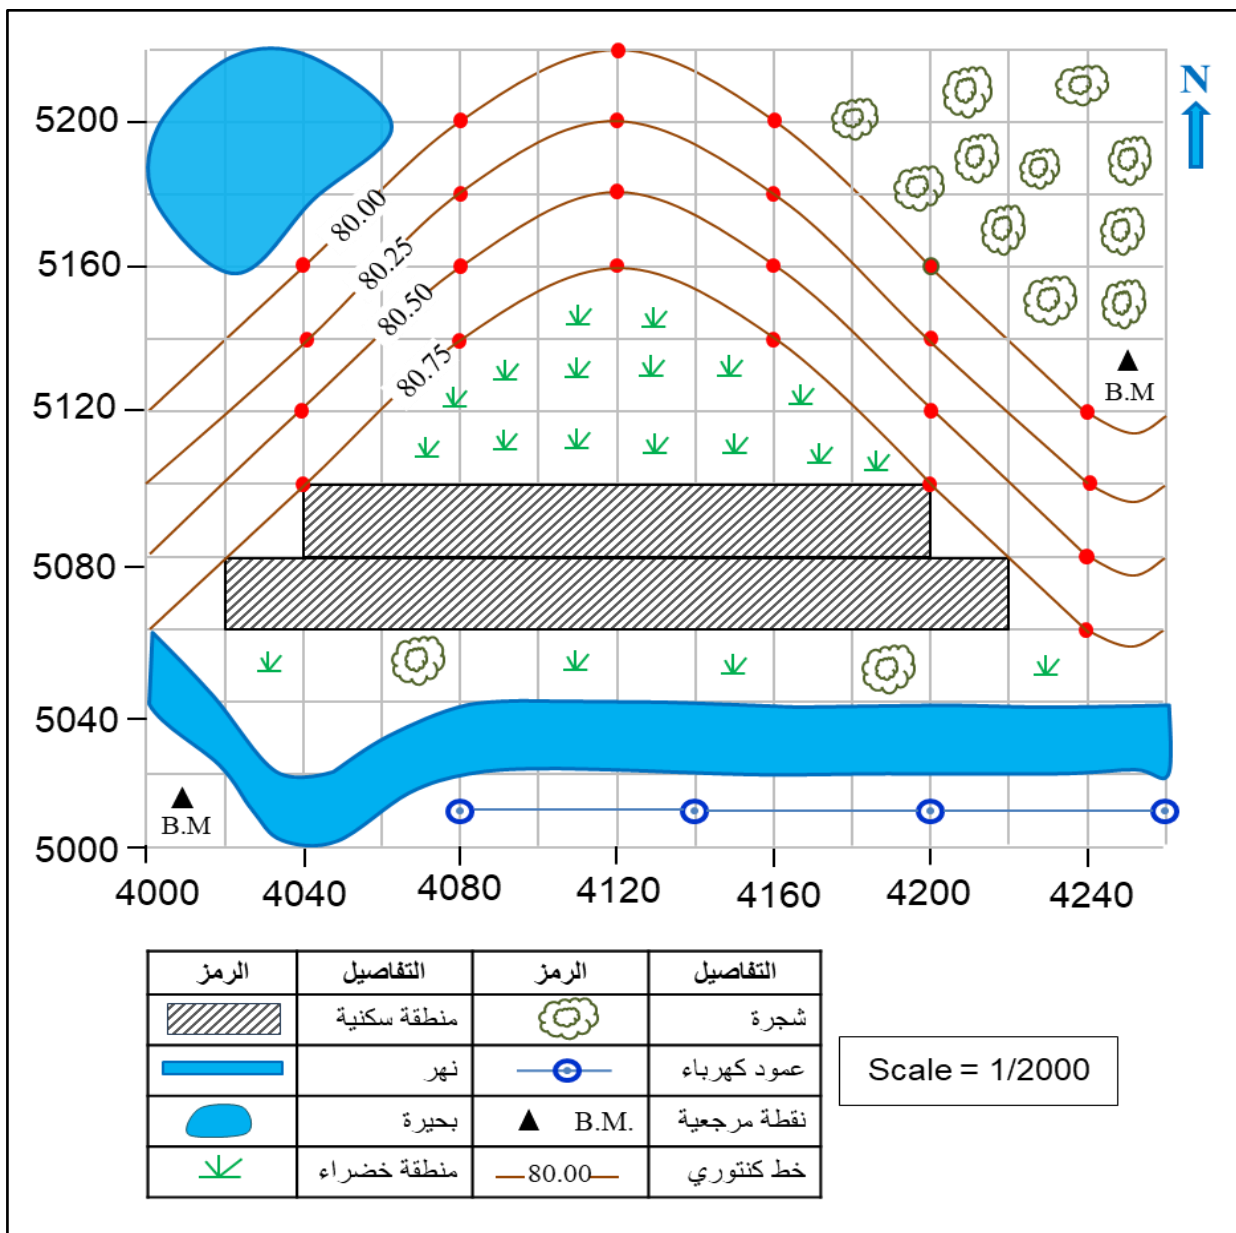 N
5200
5160
5120
5080
5040
5000
80.00
80.25
80.50
80.75
B.M
B.M
4000 4040 4080 4120 4160 4200 4240
التفاصيل الرمز التفاصيل الرمز
شجرة منطقة سكنية
عمود كهرباء نهر
نقطة مرجعية B.M. بحيرة
خط كنتوري 80.00 منطقة خضراء
Scale = 1/2000